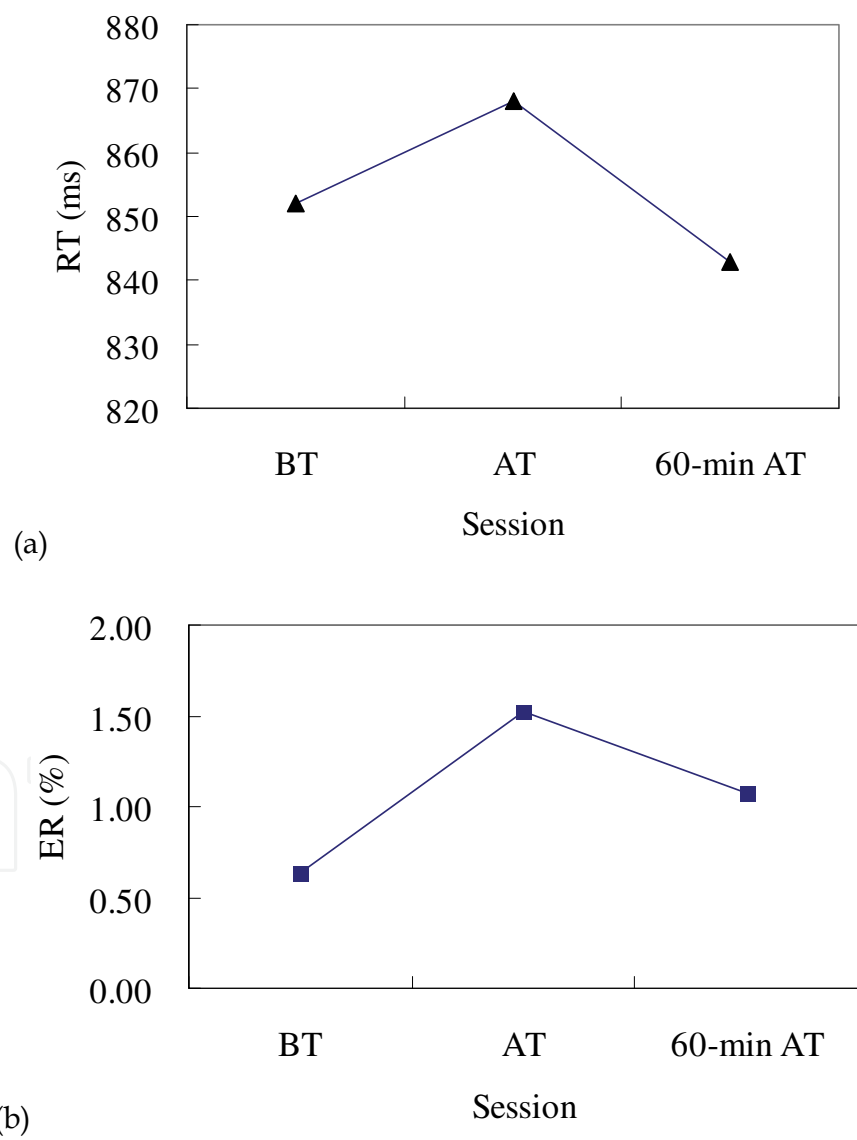 880
870
860
850
840
830
820
RT (ms)
BT AT 60-min AT
Session
(a)
2.00
1.50
1.00
0.50
0.00
ER (%)
BT AT 60-min AT
Session
(b)